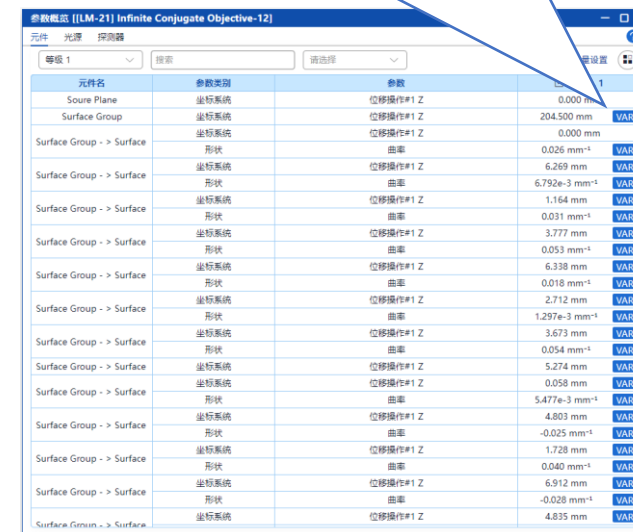 参数概览 [[LM-21] Infinite Conjugate Objective-12]
元件 光源 探测器
等级 1 搜索 请选择 量设置
元件名 参数类别 参数 1
Soure Plane 坐标系统 位移操作#1 Z 0.000 mm
Surface Group 坐标系统 位移操作#1 Z 204.500 mm VAR
Surface Group - > Surface 坐标系统 位移操作#1 Z 0.000 mm
形状 曲率 0.026 mm⁻¹ VAR
Surface Group - > Surface 坐标系统 位移操作#1 Z 6.269 mm VAR
形状 曲率 6.792e-3 mm⁻¹ VAR
Surface Group - > Surface 坐标系统 位移操作#1 Z 1.164 mm VAR
形状 曲率 0.031 mm⁻¹ VAR
Surface Group - > Surface 坐标系统 位移操作#1 Z 3.777 mm VAR
形状 曲率 0.053 mm⁻¹ VAR
Surface Group - > Surface 坐标系统 位移操作#1 Z 6.338 mm VAR
形状 曲率 0.018 mm⁻¹ VAR
Surface Group - > Surface 坐标系统 位移操作#1 Z 2.712 mm VAR
形状 曲率 1.297e-3 mm⁻¹ VAR
Surface Group - > Surface 坐标系统 位移操作#1 Z 3.673 mm VAR
形状 曲率 0.054 mm⁻¹ VAR
Surface Group - > Surface 坐标系统 位移操作#1 Z 5.274 mm VAR
Surface Group - > Surface 坐标系统 位移操作#1 Z 0.058 mm VAR
形状 曲率 5.477e-3 mm⁻¹ VAR
Surface Group - > Surface 坐标系统 位移操作#1 Z 4.803 mm VAR
形状 曲率 -0.025 mm⁻¹ VAR
Surface Group - > Surface 坐标系统 位移操作#1 Z 1.728 mm VAR
形状 曲率 0.040 mm⁻¹ VAR
Surface Group - > Surface 坐标系统 位移操作#1 Z 6.912 mm VAR
形状 曲率 -0.028 mm⁻¹ VAR
Surface Group - > Surface 坐标系统 位移操作#1 Z 4.835 mm VAR